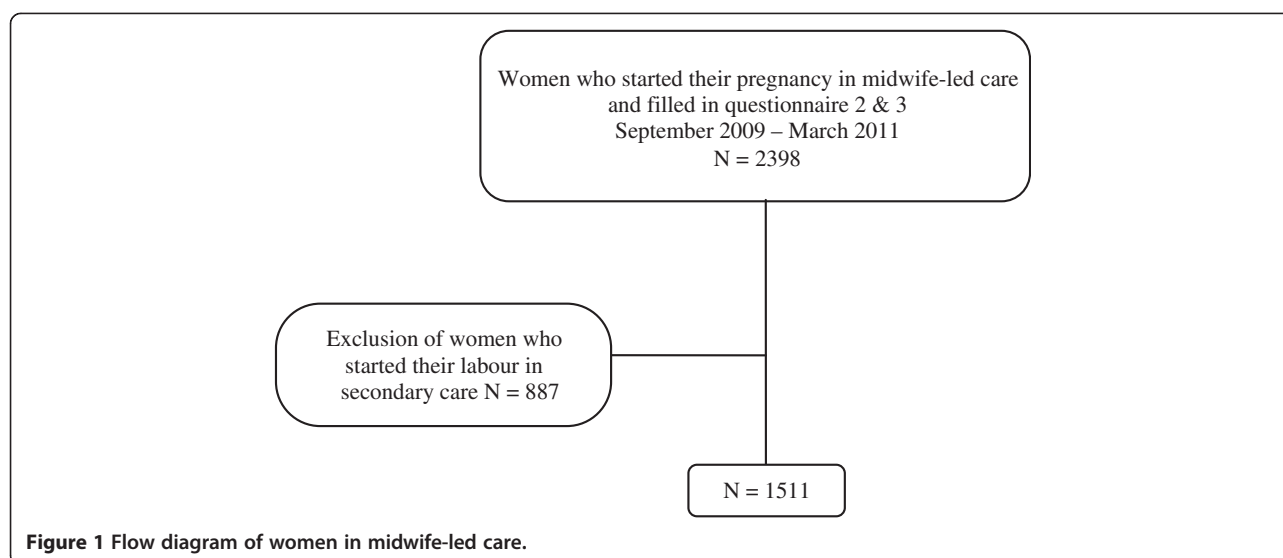 Women who started their pregnancy in midwife-led care
and filled in questionnaire 2 & 3
September 2009 – March 2011
N = 2398
Exclusion of women who
started their labour in
secondary care N = 887
N = 1511
Figure 1 Flow diagram of women in midwife-led care.